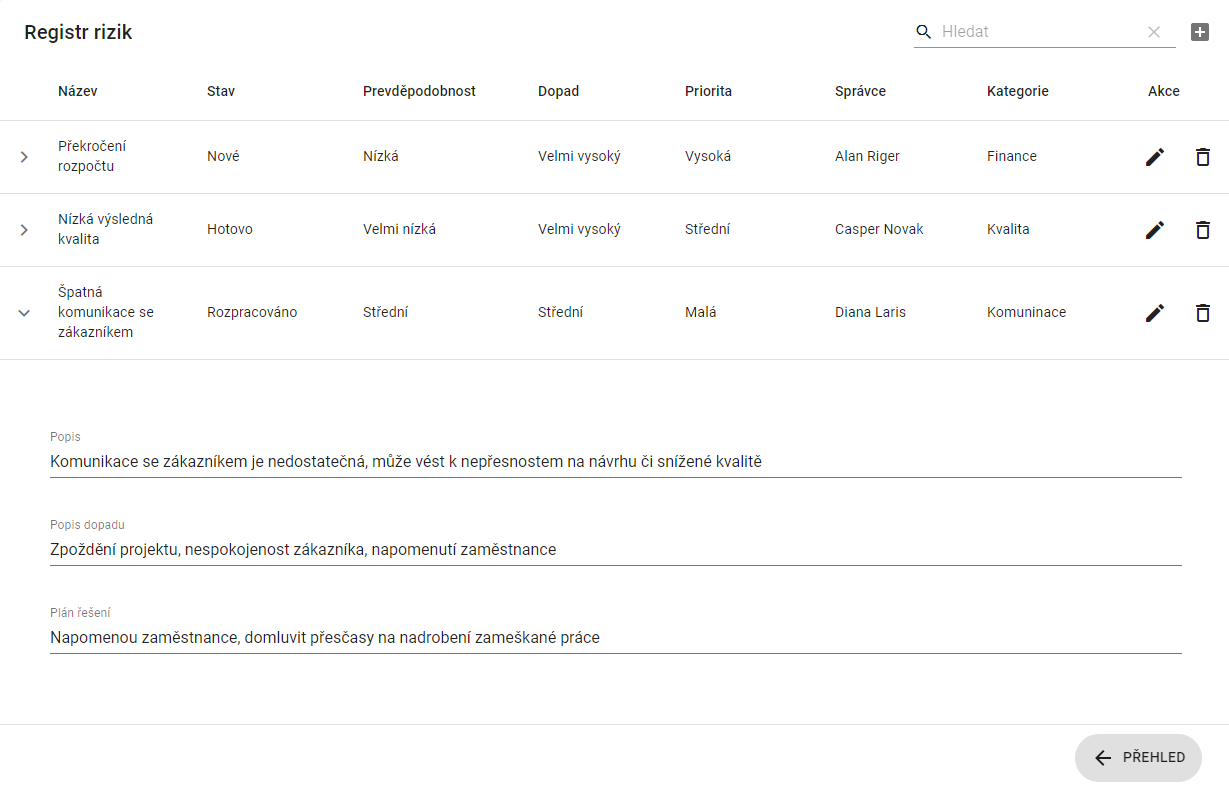 Registr rizik
Hledat
Název Stav Prevděpodobnost Dopad Priorita Správce Kategorie Akce
Překročení
rozpočtu
Nové Nízká Velmi vysoký Vysoká Alan Riger Finance
Nízká výsledná
kvalita
Hotovo Velmi nízká Velmi vysoký Střední Casper Novak Kvalita
Špatná
komunikace se
zákazníkem
Rozpracováno Střední Střední Malá Diana Laris Komuninace
Popis
Komunikace se zákazníkem je nedostatečná, může vést k nepřesnostem na návrhu či snížené kvalitě
Popis dopadu
Zpoždění projektu, nespokojenost zákazníka, napomenutí zaměstnance
Plán řešení
Napomenou zaměstnance, domluvit přesčasy na nadrobení zameškané práce
PŘEHLED